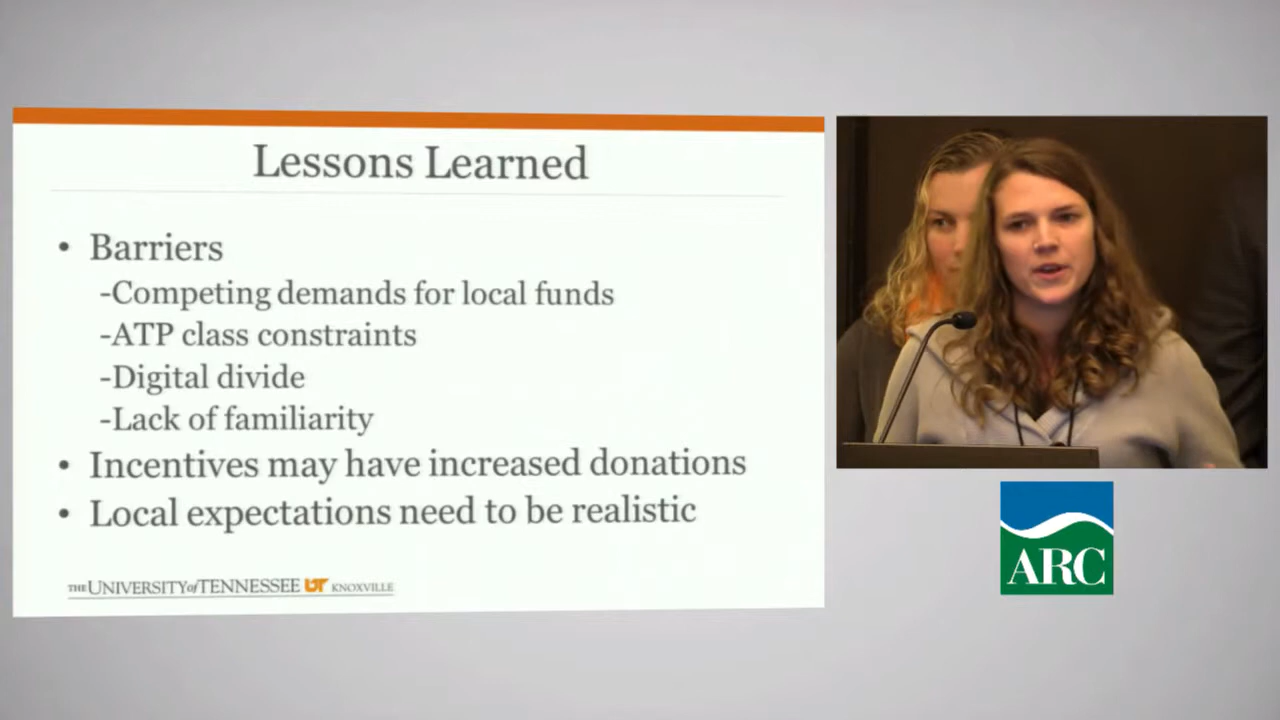 Lessons Learned
• Barriers
-Competing demands for local funds
-ATP class constraints
-Digital divide
-Lack of familiarity
• Incentives may have increased donations
• Local expectations need to be realistic
THE UNIVERSITY of TENNESSEE UT KNOXVILLE
ARC